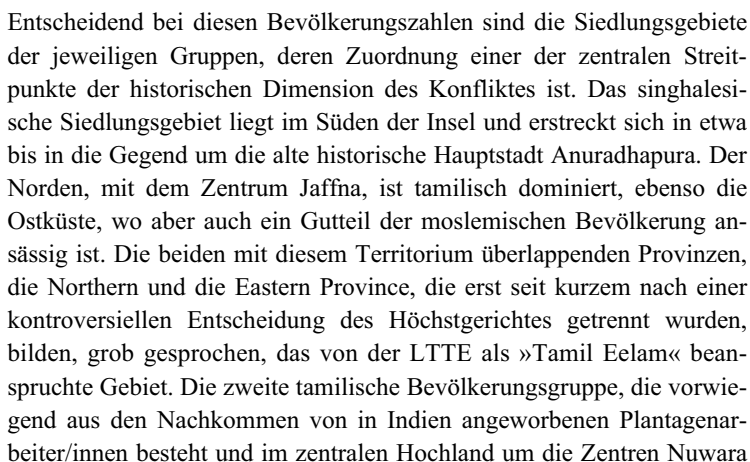 Entscheidend bei diesen Bevölkerungszahlen sind die Siedlungsgebiete
der jeweiligen Gruppen, deren Zuordnung einer der zentralen Streit-
punkte der historischen Dimension des Konfliktes ist. Das singhalesi-
sche Siedlungsgebiet liegt im Süden der Insel und erstreckt sich in etwa
bis in die Gegend um die alte historische Hauptstadt Anuradhapura. Der
Norden, mit dem Zentrum Jaffna, ist tamilisch dominiert, ebenso die
Ostküste, wo aber auch ein Gutteil der moslemischen Bevölkerung an-
sässig ist. Die beiden mit diesem Territorium überlappenden Provinzen,
die Northern und die Eastern Province, die erst seit kurzem nach einer
kontroversiellen Entscheidung des Höchstgerichtes getrennt wurden,
bilden, grob gesprochen, das von der LTTE als »Tamil Eelam« bean-
spruchte Gebiet. Die zweite tamilische Bevölkerungsgruppe, die vorwie-
gend aus den Nachkommen von in Indien angeworbenen Plantagenar-
beiter/innen besteht und im zentralen Hochland um die Zentren Nuwara